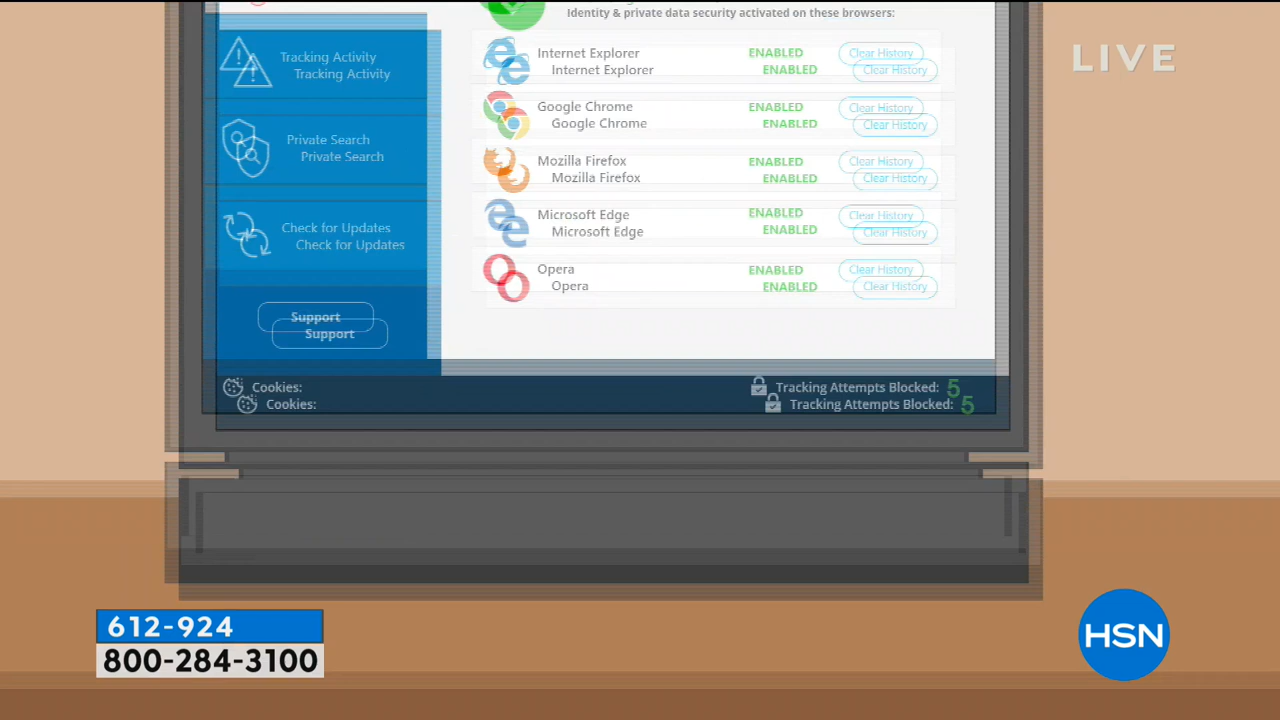 Identity & private data security activated on these browsers:
LIVE
Tracking Activity
Tracking Activity
Private Search
Private Search
Check for Updates
Check for Updates
Support
Support
Internet Explorer ENABLED Clear History
Internet Explorer ENABLED Clear History
Google Chrome ENABLED Clear History
Google Chrome ENABLED Clear History
Mozilla Firefox ENABLED Clear History
Mozilla Firefox ENABLED Clear History
Microsoft Edge ENABLED Clear History
Microsoft Edge ENABLED Clear History
Opera ENABLED Clear History
Opera ENABLED Clear History
Cookies: Tracking Attempts Blocked: 5
Cookies: Tracking Attempts Blocked: 5
612-924
800-284-3100
HSN